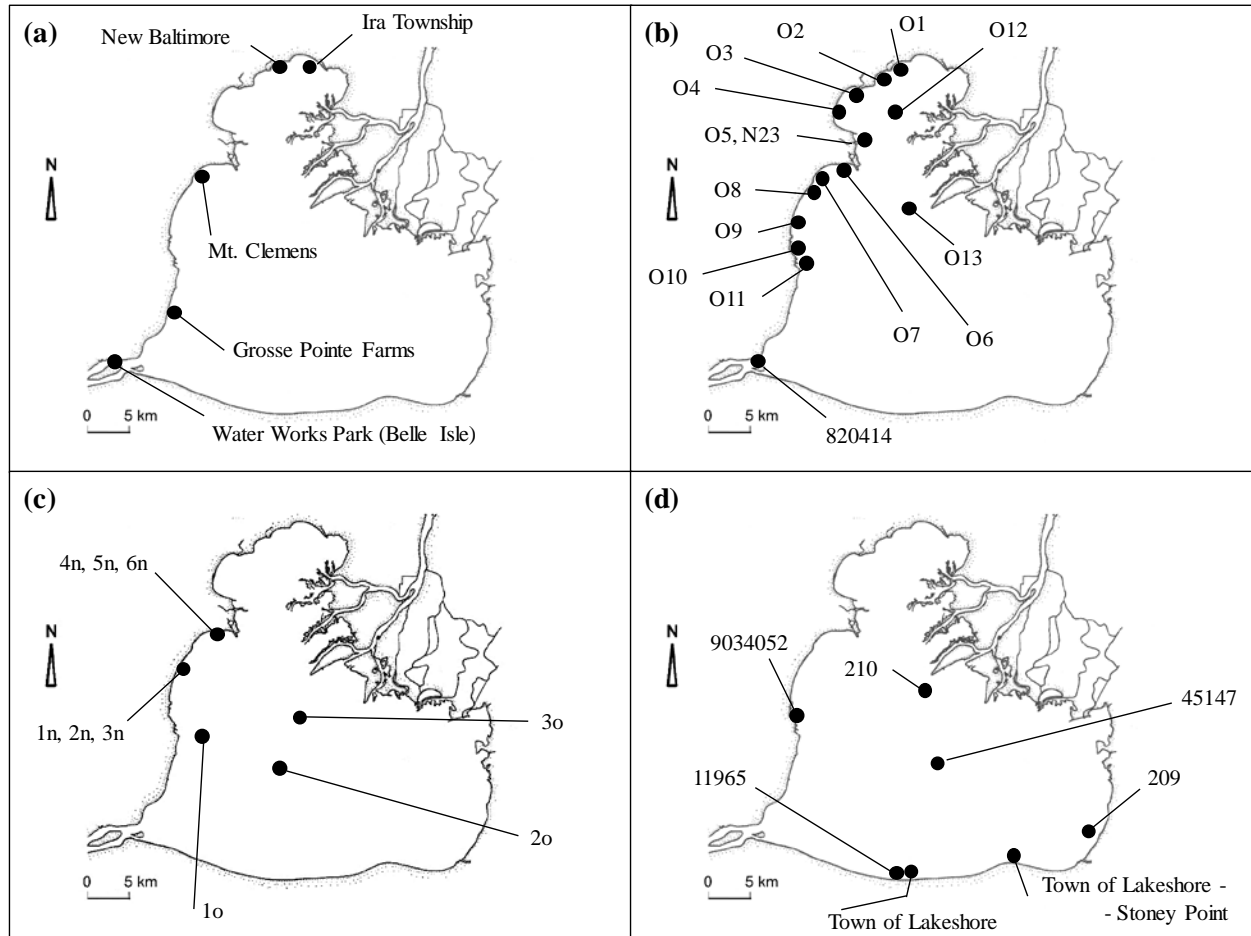 (a)
Ira Township
New Baltimore
N
Mt. Clemens
Grosse Pointe Farms
0 5 km
Water Works Park (Belle Isle)
(b)
O1
O2
O12
O3
O4
O5, N23
N
O8
O9
O13
O10
O11
O7
O6
0 5 km
820414
(c)
4n, 5n, 6n
N
1n, 2n, 3n
3o
2o
0 5 km
1o
(d)
N
9034052
210
45147
11965
209
0 5 km
Town of Lakeshore -
- Stoney Point
Town of Lakeshore